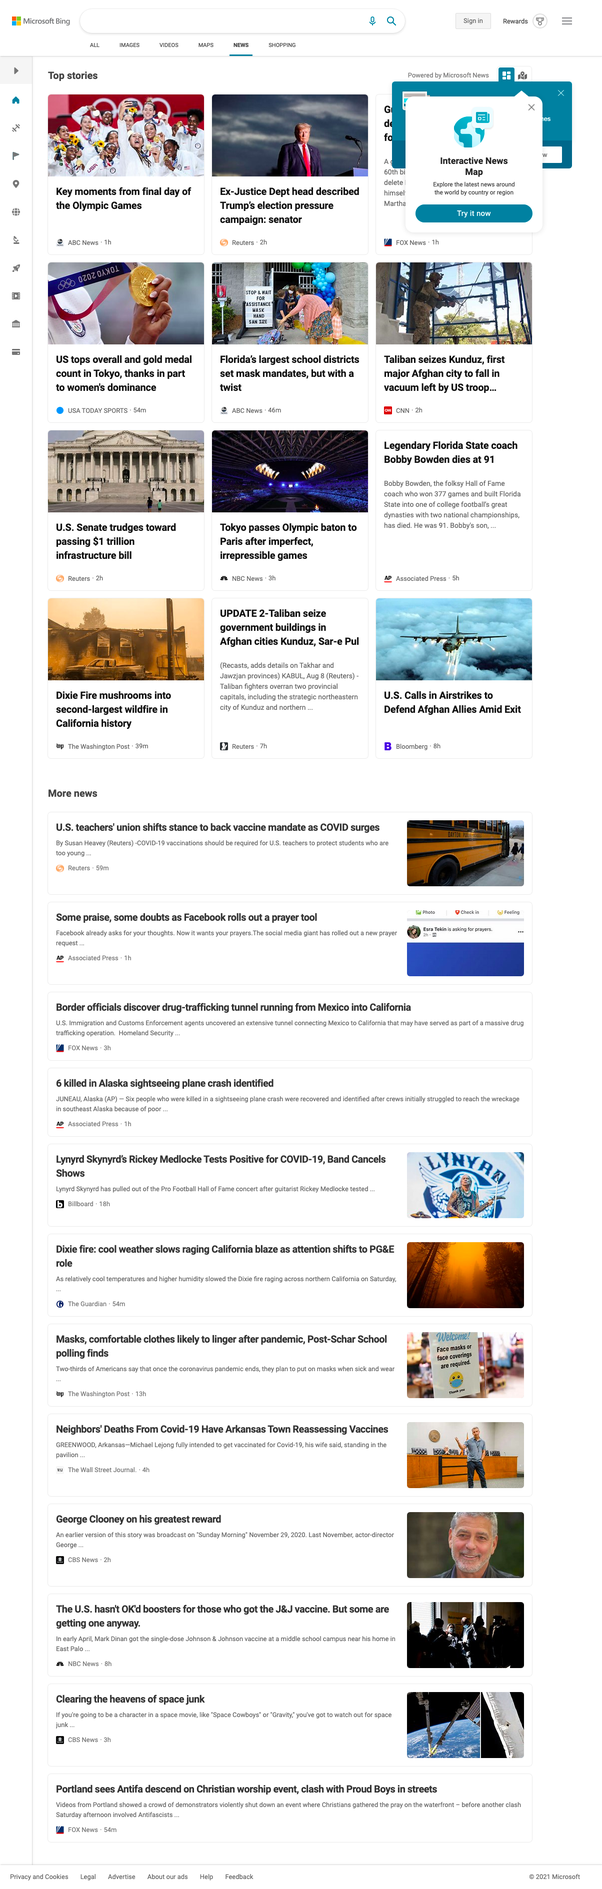 Microsoft Bing
Sign in
Rewards
ALL
IMAGES
VIDEOS
MAPS
NEWS
SHOPPING
Top stories
Powered by Microsoft News
Interactive News
Map
Explore the latest news around
the world by country or region
Try it now
Key moments from final day of
the Olympic Games
ABC News · 1h
Ex-Justice Dept head described
Trump's election pressure
campaign: senator
Reuters · 2h
60th bi
delete
himsel
Martha
FOX News · 1h
TOKYO 2020
US tops overall and gold medal
count in Tokyo, thanks in part
to women's dominance
USA TODAY SPORTS · 54m
STOP & WAIT
FOR
ASSISTANCE
MASK
HAND
SAN SIZE
Florida's largest school districts
set mask mandates, but with a
twist
ABC News · 46m
Taliban seizes Kunduz, first
major Afghan city to fall in
vacuum left by US troop...
CNN · 2h
U.S. Senate trudges toward
passing $1 trillion
infrastructure bill
Reuters · 2h
Tokyo passes Olympic baton to
Paris after imperfect,
irrepressible games
NBC News · 3h
Legendary Florida State coach
Bobby Bowden dies at 91
Bobby Bowden, the folksy Hall of Fame
coach who won 377 games and built Florida
State into one of college football's great
dynasties with two national championships,
has died. He was 91. Bobby's son, ...
AP Associated Press · 5h
Dixie Fire mushrooms into
second-largest wildfire in
California history
wp The Washington Post · 39m
UPDATE 2-Taliban seize
government buildings in
Afghan cities Kunduz, Sar-e Pul
(Recasts, adds details on Takhar and
Jawzjan provinces) KABUL, Aug 8 (Reuters) -
Taliban fighters overran two provincial
capitals, including the strategic northeastern
city of Kunduz and northern ...
Reuters · 7h
U.S. Calls in Airstrikes to
Defend Afghan Allies Amid Exit
B Bloomberg · 8h
More news
U.S. teachers' union shifts stance to back vaccine mandate as COVID surges
By Susan Heavey (Reuters) -COVID-19 vaccinations should be required for U.S. teachers to protect students who are
too young ...
Reuters · 59m
Some praise, some doubts as Facebook rolls out a prayer tool
Facebook already asks for your thoughts. Now it wants your prayers.The social media giant has rolled out a new prayer
request ...
AP Associated Press · 1h
Photo
Check in
Feeling
Esra Tekin is asking for prayers.
Border officials discover drug-trafficking tunnel running from Mexico into California
U.S. Immigration and Customs Enforcement agents uncovered an extensive tunnel connecting Mexico to California that may have served as part of a massive drug
trafficking operation. Homeland Security ...
FOX News · 3h
6 killed in Alaska sightseeing plane crash identified
JUNEAU, Alaska (AP) — Six people who were killed in a sightseeing plane crash were recovered and identified after crews initially struggled to reach the wreckage
in southeast Alaska because of poor ...
AP Associated Press · 1h
Lynyrd Skynyrd's Rickey Medlocke Tests Positive for COVID-19, Band Cancels
Shows
Lynyrd Skynyrd has pulled out of the Pro Football Hall of Fame concert after guitarist Rickey Medlocke tested ...
b Billboard · 18h
LYNYRD
Dixie fire: cool weather slows raging California blaze as attention shifts to PG&E
role
As relatively cool temperatures and higher humidity slowed the Dixie fire raging across northern California on Saturday,
...
The Guardian · 54m
Masks, comfortable clothes likely to linger after pandemic, Post-Schar School
polling finds
Two-thirds of Americans say that once the coronavirus pandemic ends, they plan to put on masks when sick and wear
...
wp The Washington Post · 13h
Welcome!
Face masks or
face coverings
are required.
Thank you
Neighbors' Deaths From Covid-19 Have Arkansas Town Reassessing Vaccines
GREENWOOD, Arkansas—Michael Lejong fully intended to get vaccinated for Covid-19, his wife said, standing in the
pavilion ...
The Wall Street Journal. · 4h
George Clooney on his greatest reward
An earlier version of this story was broadcast on "Sunday Morning" November 29, 2020. Last November, actor-director
George ...
CBS News · 2h
The U.S. hasn't OK'd boosters for those who got the J&J vaccine. But some are
getting one anyway.
In early April, Mark Dinan got the single-dose Johnson & Johnson vaccine at a middle school campus near his home in
East Palo ...
NBC News · 8h
Clearing the heavens of space junk
If you're going to be a character in a space movie, like "Space Cowboys" or "Gravity," you've got to watch out for space
junk ...
CBS News · 3h
Portland sees Antifa descend on Christian worship event, clash with Proud Boys in streets
Videos from Portland showed a crowd of demonstrators violently shut down an event where Christians gathered the pray on the waterfront – before another clash
Saturday afternoon involved Antifascists ...
FOX News · 54m
Privacy and Cookies
Legal
Advertise
About our ads
Help
Feedback
© 2021 Microsoft